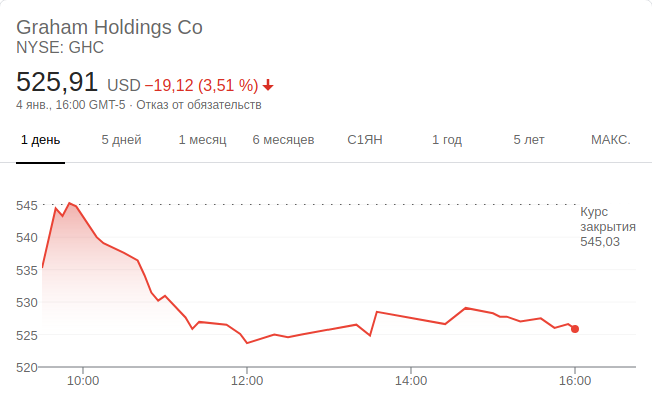 Graham Holdings Co
NYSE: GHC
525,91 USD −19,12 (3,51 %)
4 янв., 16:00 GMT-5 · Отказ от обязательств
1 день 5 дней 1 месяц 6 месяцев С1ЯН 1 год 5 лет МАКС.
545
540
535
530
525
520
Курс
закрытия
545,03
10:00 12:00 14:00 16:00